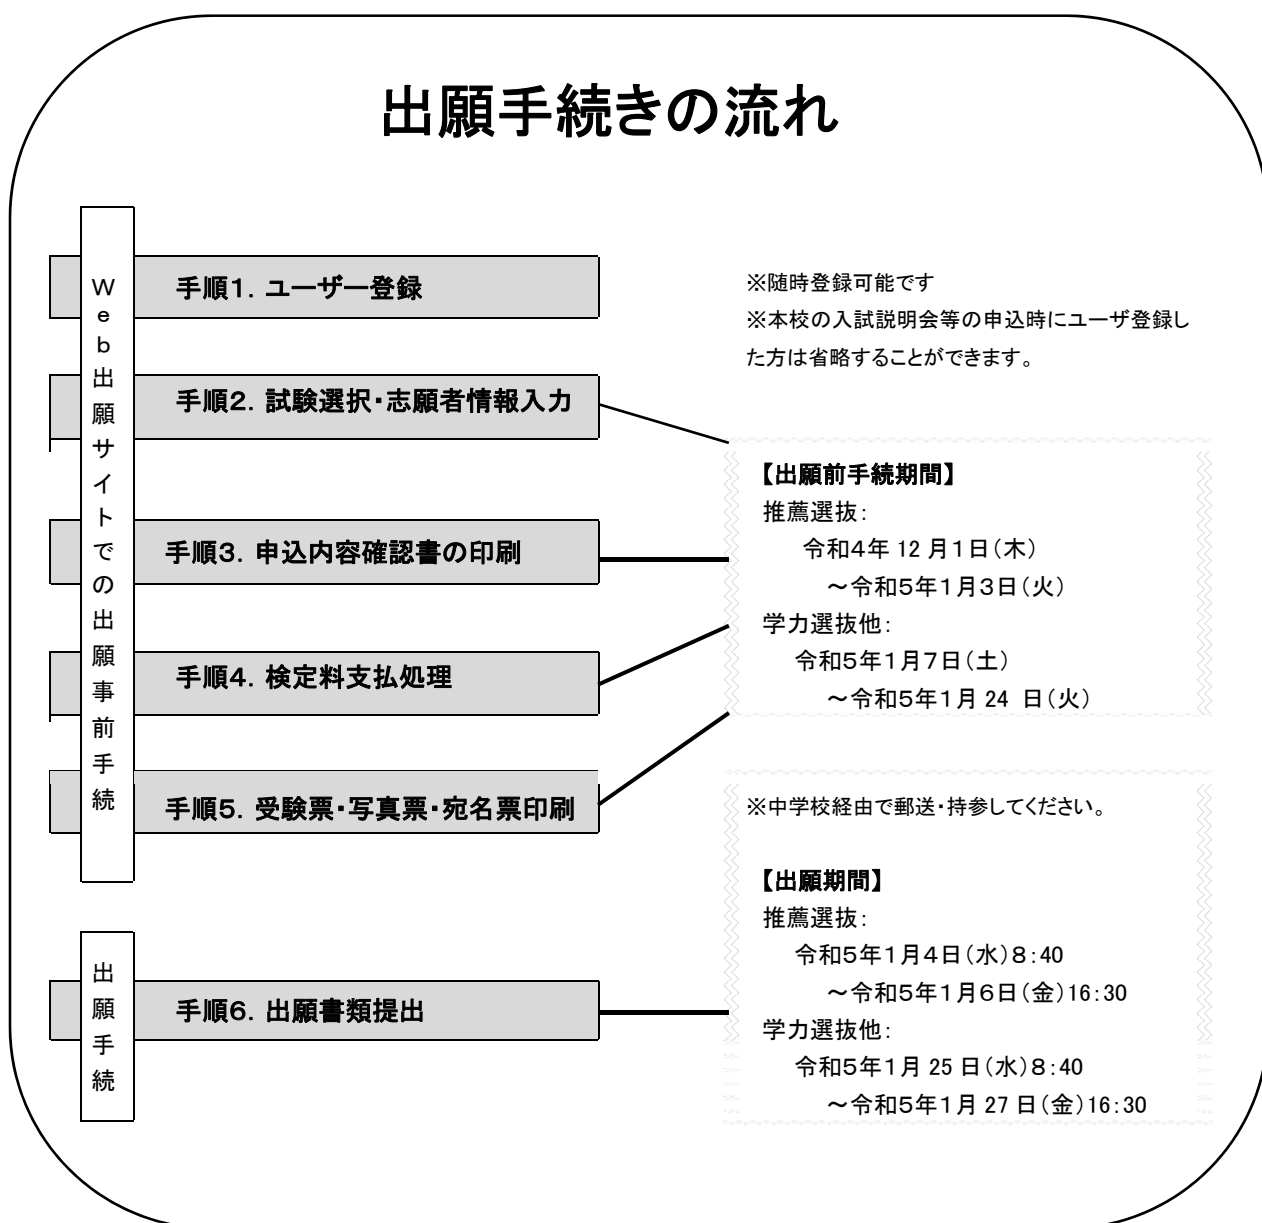 出願手続きの流れ
Web出願サイトでの出願事前手続
手順1. ユーザー登録
※随時登録可能です
※本校の入試説明会等の申込時にユーザ登録し
た方は省略することができます。
手順2. 試験選択・志願者情報入力
手順3. 申込内容確認書の印刷
手順4. 検定料支払処理
手順5. 受験票・写真票・宛名票印刷
【出願前手続期間】
推薦選抜:
令和4年 12 月1日(木)
~令和5年1月3日(火)
学力選抜他:
令和5年1月7日(土)
~令和5年1月 24 日(火)
出願手続
手順6. 出願書類提出
※中学校経由で郵送・持参してください。
【出願期間】
推薦選抜:
令和5年1月4日(水)8:40
~令和5年1月6日(金)16:30
学力選抜他:
令和5年1月 25 日(水)8:40
~令和5年1月 27 日(金)16:30